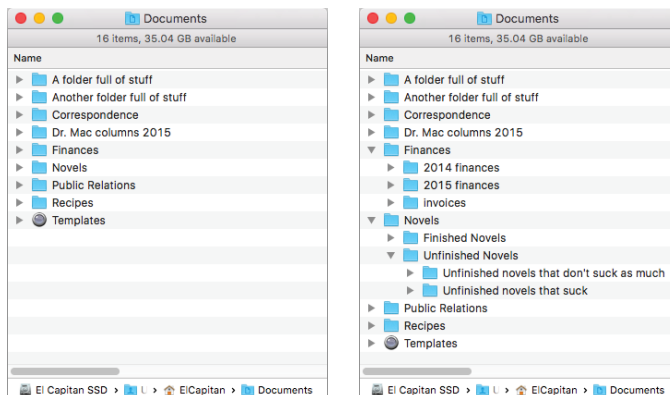 Documents
16 items, 35.04 GB available
Name
A folder full of stuff
Another folder full of stuff
Correspondence
Dr. Mac columns 2015
Finances
Novels
Public Relations
Recipes
Templates
El Capitan SSD › U › ElCapitan › Documents
Documents
16 items, 35.04 GB available
Name
A folder full of stuff
Another folder full of stuff
Correspondence
Dr. Mac columns 2015
Finances
2014 finances
2015 finances
invoices
Novels
Finished Novels
Unfinished Novels
Unfinished novels that don't suck as much
Unfinished novels that suck
Public Relations
Recipes
Templates
El Capitan SSD › U › ElCapitan › Documents